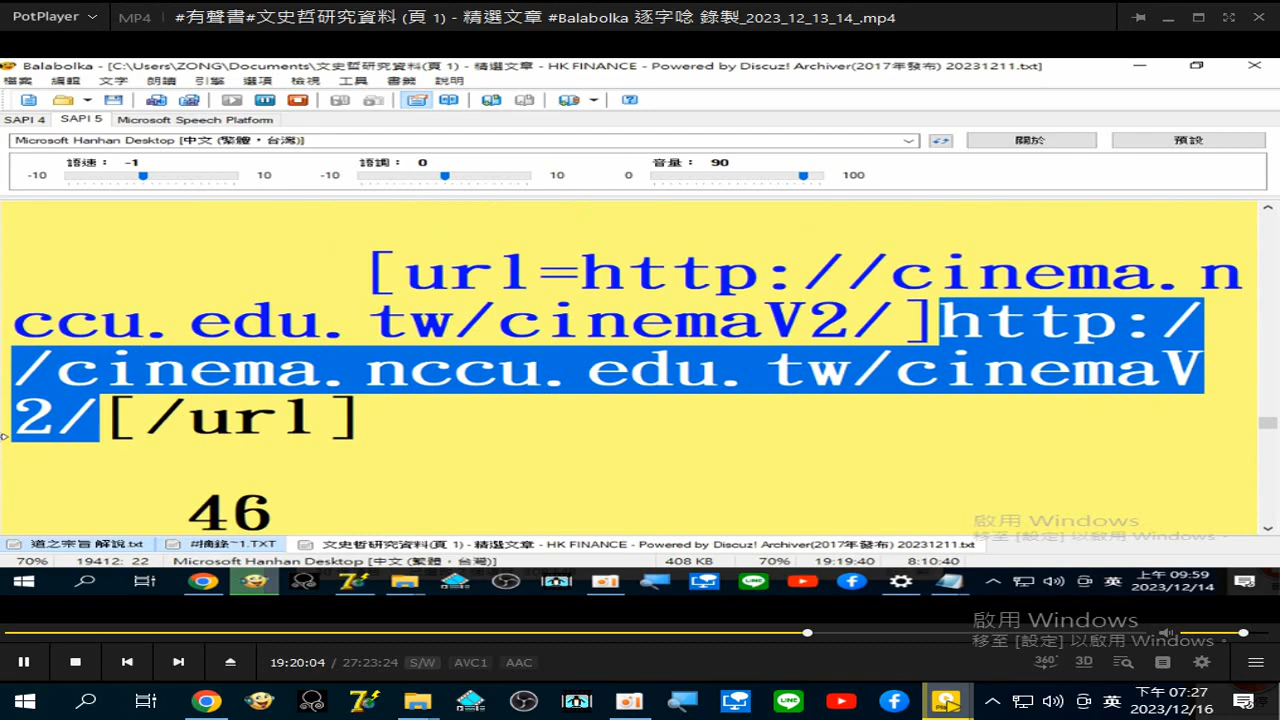 PotPlayer MP4 #有聲書#文史哲研究資料 (頁 1) - 精選文章 #Balabolka 逐字唸 錄製_2023_12_13_14_.mp4
Balabolka - [C:\Users\ZONG\Documents\文史哲研究資料(頁 1) - 精選文章 - HK FINANCE - Powered by Discuz! Archiver(2017年發布) 20231211.txt]
檔案 編輯 文字 朗讀 引擎 選項 檢視 工具 書籤 說明
SAPI 4 SAPI 5 Microsoft Speech Platform
Microsoft Hanhan Desktop [中文 (繁體，台灣)] 關於 預設
語速： -1 語調： 0 音量： 90
-10 10 -10 10 0 100
[url=http://cinema.n
ccu.edu.tw/cinemaV2/]http:/
/cinema.nccu.edu.tw/cinemaV
2/[/url]
46
啟用 Windows
移至 [設定] 以啟用 Windows。
道之宗旨 解說.txt #摘錄~1.TXT 文史哲研究資料(頁 1) - 精選文章 - HK FINANCE - Powered by Discuz! Archiver(2017年發布) 20231211.txt
70% 19412: 22 Microsoft Hanhan Desktop [中文 (繁體，台灣)] 408 KB 70% 19:19:40 8:10:40
英 上午 09:59
2023/12/14
啟用 Windows
移至 [設定] 以啟用 Windows。
19:20:04 / 27:23:24 S/W AVC1 AAC 360° 3D
英 下午 07:27
2023/12/16